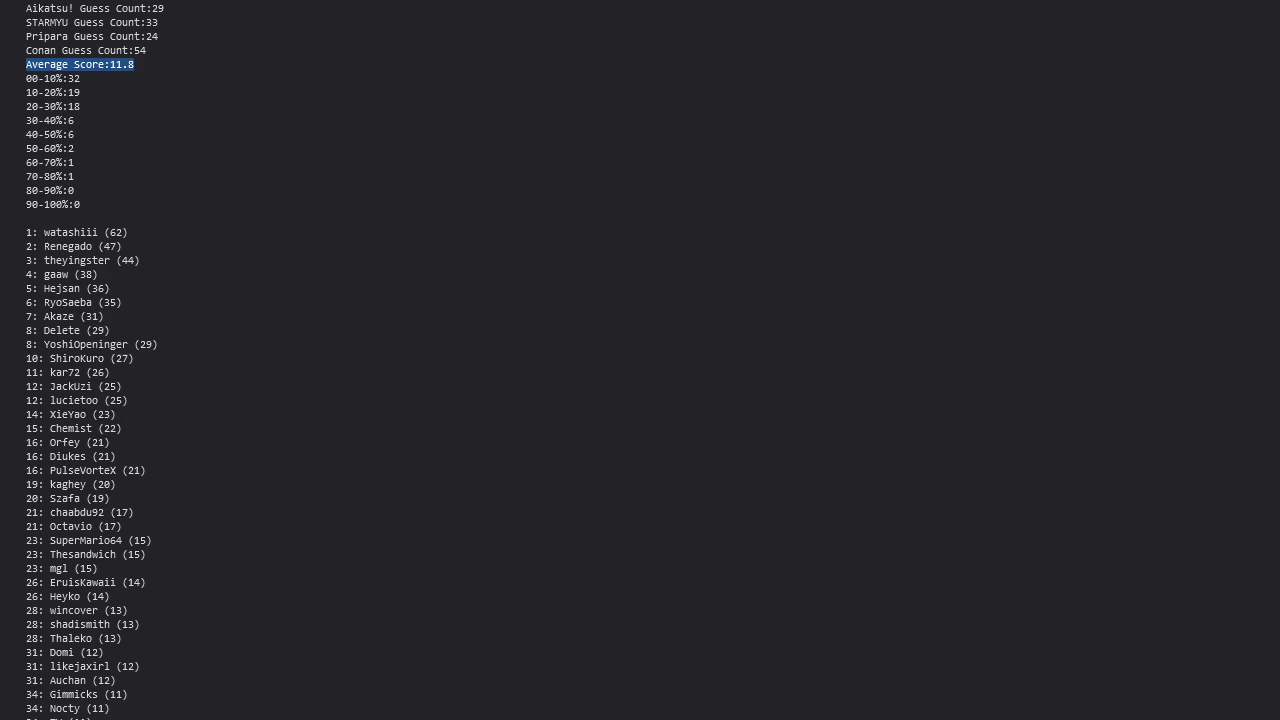 Aikatsu! Guess Count:29
STARMYU Guess Count:33
Pripara Guess Count:24
Conan Guess Count:54
Average Score:11.8
00-10%:32
10-20%:19
20-30%:18
30-40%:6
40-50%:6
50-60%:2
60-70%:1
70-80%:1
80-90%:0
90-100%:0
1: watashiii (62)
2: Renegado (47)
3: theyingster (44)
4: gaaw (38)
5: Hejsan (36)
6: RyoSaeba (35)
7: Akaze (31)
8: Delete (29)
8: YoshiOpeninger (29)
10: ShiroKuro (27)
11: kar72 (26)
12: JackUzi (25)
12: lucietoo (25)
14: XieYao (23)
15: Chemist (22)
16: Orfey (21)
16: Diukes (21)
16: PulseVorteX (21)
19: kaghey (20)
20: Szafa (19)
21: chaabdu92 (17)
21: Octavio (17)
23: SuperMario64 (15)
23: Thesandwich (15)
23: mgl (15)
26: EruisKawaii (14)
26: Heyko (14)
28: wincover (13)
28: shadismith (13)
28: Thaleko (13)
31: Domi (12)
31: likejaxirl (12)
31: Auchan (12)
34: Gimmicks (11)
34: Nocty (11)